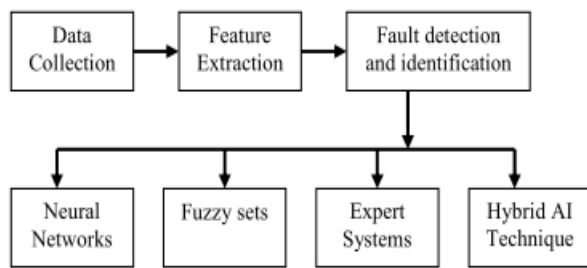 Data
Collection
Feature
Extraction
Fault detection
and identification
Neural
Networks
Fuzzy sets
Expert
Systems
Hybrid AI
Technique